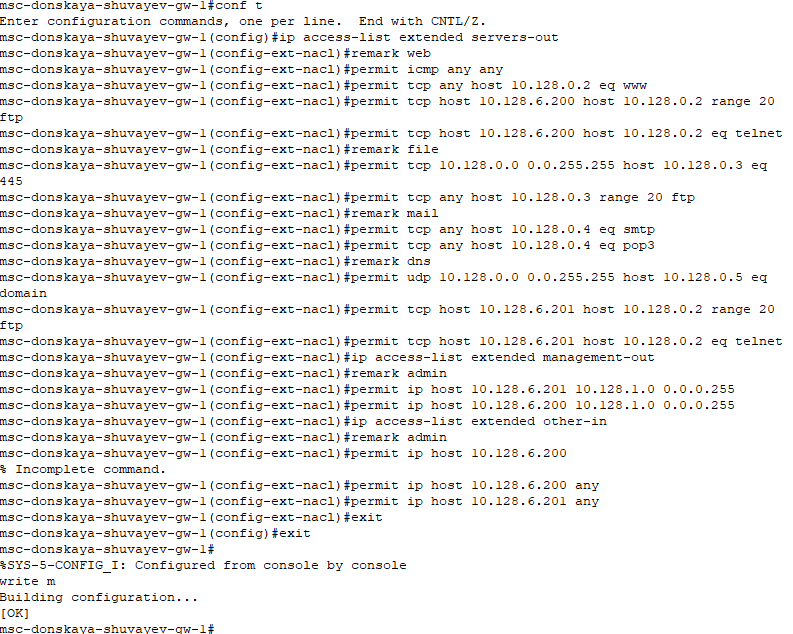 msc-donskaya-shuvayev-gw-1#conf t
Enter configuration commands, one per line.  End with CNTL/Z.
msc-donskaya-shuvayev-gw-1(config)#ip access-list extended servers-out
msc-donskaya-shuvayev-gw-1(config-ext-nacl)#remark web
msc-donskaya-shuvayev-gw-1(config-ext-nacl)#permit icmp any any
msc-donskaya-shuvayev-gw-1(config-ext-nacl)#permit tcp any host 10.128.0.2 eq www
msc-donskaya-shuvayev-gw-1(config-ext-nacl)#permit tcp host 10.128.6.200 host 10.128.0.2 range 20
ftp
msc-donskaya-shuvayev-gw-1(config-ext-nacl)#permit tcp host 10.128.6.200 host 10.128.0.2 eq telnet
msc-donskaya-shuvayev-gw-1(config-ext-nacl)#remark file
msc-donskaya-shuvayev-gw-1(config-ext-nacl)#permit tcp 10.128.0.0 0.0.255.255 host 10.128.0.3 eq
445
msc-donskaya-shuvayev-gw-1(config-ext-nacl)#permit tcp any host 10.128.0.3 range 20 ftp
msc-donskaya-shuvayev-gw-1(config-ext-nacl)#remark mail
msc-donskaya-shuvayev-gw-1(config-ext-nacl)#permit tcp any host 10.128.0.4 eq smtp
msc-donskaya-shuvayev-gw-1(config-ext-nacl)#permit tcp any host 10.128.0.4 eq pop3
msc-donskaya-shuvayev-gw-1(config-ext-nacl)#remark dns
msc-donskaya-shuvayev-gw-1(config-ext-nacl)#permit udp 10.128.0.0 0.0.255.255 host 10.128.0.5 eq
domain
msc-donskaya-shuvayev-gw-1(config-ext-nacl)#permit tcp host 10.128.6.201 host 10.128.0.2 range 20
ftp
msc-donskaya-shuvayev-gw-1(config-ext-nacl)#permit tcp host 10.128.6.201 host 10.128.0.2 eq telnet
msc-donskaya-shuvayev-gw-1(config-ext-nacl)#ip access-list extended management-out
msc-donskaya-shuvayev-gw-1(config-ext-nacl)#remark admin
msc-donskaya-shuvayev-gw-1(config-ext-nacl)#permit ip host 10.128.6.201 10.128.1.0 0.0.0.255
msc-donskaya-shuvayev-gw-1(config-ext-nacl)#permit ip host 10.128.6.200 10.128.1.0 0.0.0.255
msc-donskaya-shuvayev-gw-1(config-ext-nacl)#ip access-list extended other-in
msc-donskaya-shuvayev-gw-1(config-ext-nacl)#remark admin
msc-donskaya-shuvayev-gw-1(config-ext-nacl)#permit ip host 10.128.6.200
% Incomplete command.
msc-donskaya-shuvayev-gw-1(config-ext-nacl)#permit ip host 10.128.6.200 any
msc-donskaya-shuvayev-gw-1(config-ext-nacl)#permit ip host 10.128.6.201 any
msc-donskaya-shuvayev-gw-1(config-ext-nacl)#exit
msc-donskaya-shuvayev-gw-1(config)#exit
msc-donskaya-shuvayev-gw-1#
%SYS-5-CONFIG_I: Configured from console by console
write m
Building configuration...
[OK]
msc-donskaya-shuvayev-gw-1#